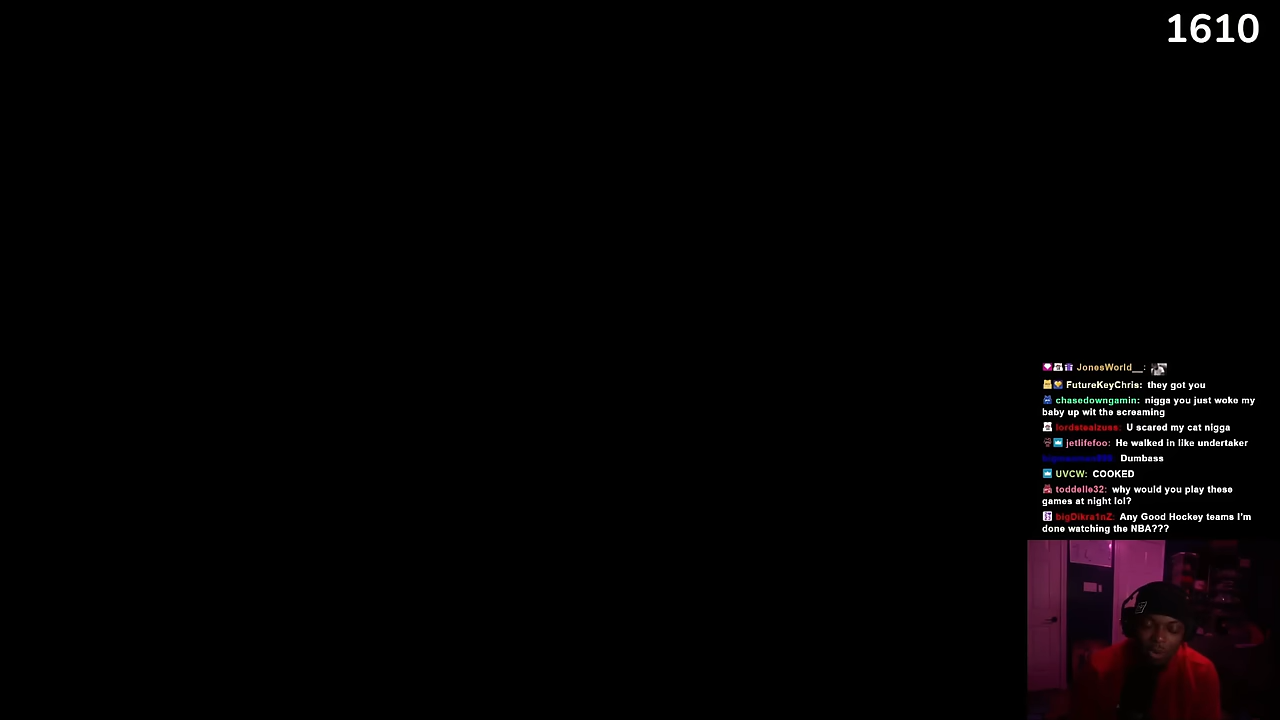 1610
JonesWorld__:
FutureKeyChris: they got you
chasedowngamin: nigga you just woke my
baby up wit the screaming
U scared my cat nigga
jetlifefoo: He walked in like undertaker
Dumbass
UVCW: COOKED
toddelle32: why would you play these
games at night lol?
bigDikra1nZ: Any Good Hockey teams I'm
done watching the NBA???